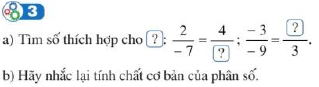 3
a) Tìm số thích hợp cho ?: 2/-7 = 4/?; -3/-9 = ?/3.
b) Hãy nhắc lại tính chất cơ bản của phân số.